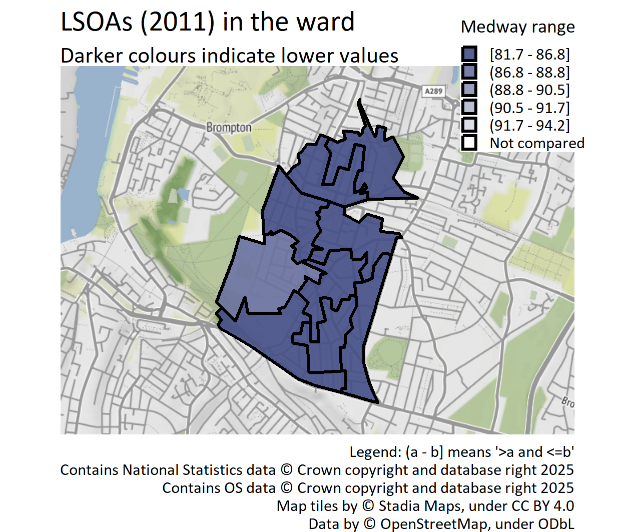 LSOAs (2011) in the ward
Darker colours indicate lower values
Medway range
[81.7 - 86.8]
(86.8 - 88.8]
(88.8 - 90.5]
(90.5 - 91.7]
(91.7 - 94.2]
Not compared
A289
Brompton
Bro
Legend: (a - b] means '>a and <=b'
Contains National Statistics data © Crown copyright and database right 2025
Contains OS data © Crown copyright and database right 2025
Map tiles by © Stadia Maps, under CC BY 4.0
Data by © OpenStreetMap, under ODbL